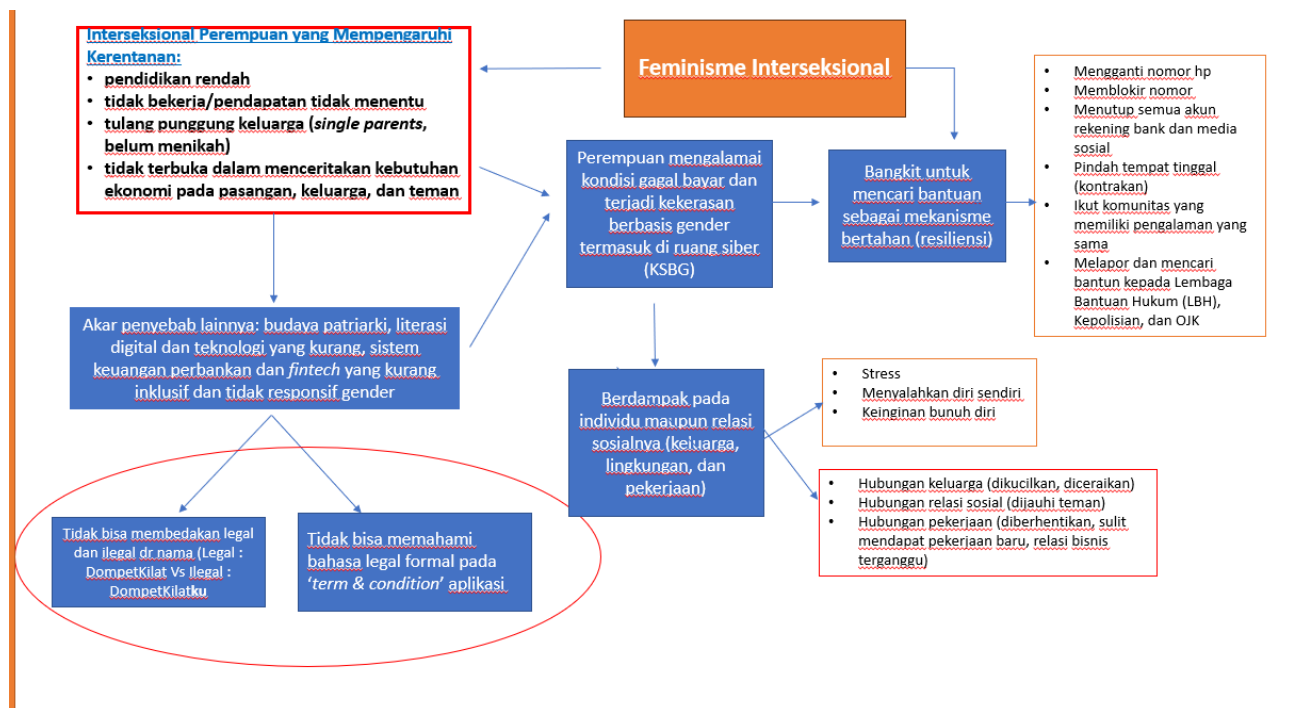 Interseksional Perempuan yang Mempengaruhi
Kerentanan:
• pendidikan rendah
• tidak bekerja/pendapatan tidak menentu
• tulang punggung keluarga (single parents,
belum menikah)
• tidak terbuka dalam menceritakan kebutuhan
ekonomi pada pasangan, keluarga, dan teman
Feminisme Interseksional
• Mengganti nomor hp
• Memblokir nomor
• Menutup semua akun
rekening bank dan media
sosial
• Pindah tempat tinggal
(kontrakan)
• Ikut komunitas yang
memiliki pengalaman yang
sama
• Melapor dan mencari
bantun kepada Lembaga
Bantuan Hukum (LBH),
Kepolisian, dan OJK
Perempuan mengalamai
kondisi gagal bayar dan
terjadi kekerasan
berbasis gender
termasuk di ruang siber
(KSBG)
Bangkit untuk
mencari bantuan
sebagai mekanisme
bertahan (resiliensi)
Akar penyebab lainnya: budaya patriarki, literasi
digital dan teknologi yang kurang, sistem
keuangan perbankan dan fintech yang kurang
inklusif dan tidak responsif gender
Berdampak pada
individu maupun relasi
sosialnya (keluarga,
lingkungan, dan
pekerjaan)
• Stress
• Menyalahkan diri sendiri
• Keinginan bunuh diri
• Hubungan keluarga (dikucilkan, diceraikan)
• Hubungan relasi sosial (dijauhi teman)
• Hubungan pekerjaan (diberhentikan, sulit
mendapat pekerjaan baru, relasi bisnis
terganggu)
Tidak bisa membedakan legal
dan ilegal dr nama (Legal :
DompetKilat Vs Ilegal :
DompetKilatku
Tidak bisa memahami
bahasa legal formal pada
‘term & condition’ aplikasi